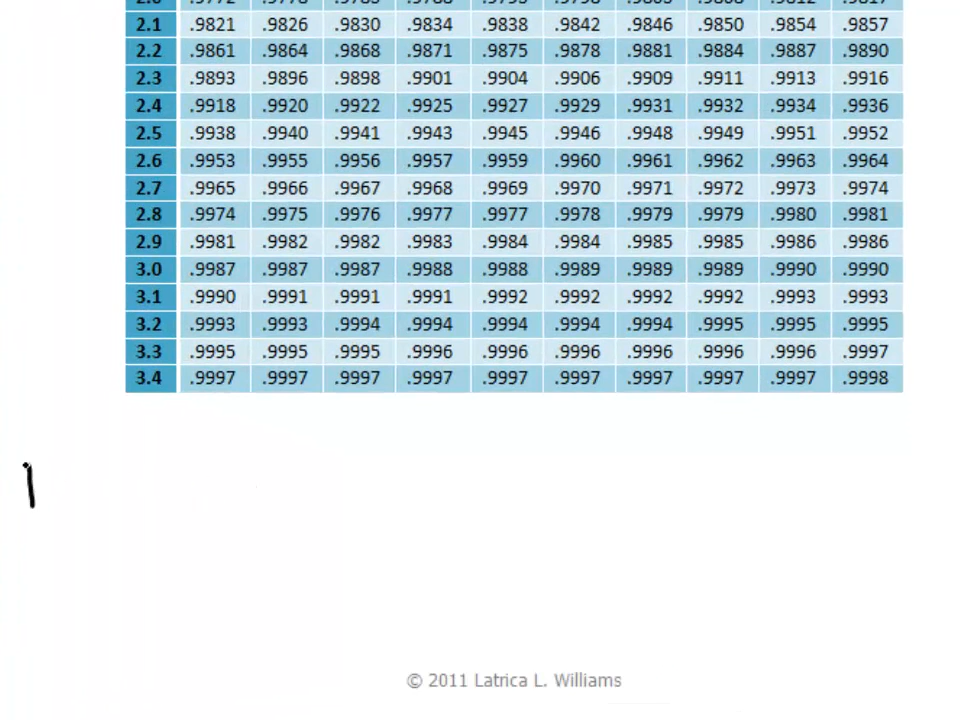 2.1 .9821 .9826 .9830 .9834 .9838 .9842 .9846 .9850 .9854 .9857
2.2 .9861 .9864 .9868 .9871 .9875 .9878 .9881 .9884 .9887 .9890
2.3 .9893 .9896 .9898 .9901 .9904 .9906 .9909 .9911 .9913 .9916
2.4 .9918 .9920 .9922 .9925 .9927 .9929 .9931 .9932 .9934 .9936
2.5 .9938 .9940 .9941 .9943 .9945 .9946 .9948 .9949 .9951 .9952
2.6 .9953 .9955 .9956 .9957 .9959 .9960 .9961 .9962 .9963 .9964
2.7 .9965 .9966 .9967 .9968 .9969 .9970 .9971 .9972 .9973 .9974
2.8 .9974 .9975 .9976 .9977 .9977 .9978 .9979 .9979 .9980 .9981
2.9 .9981 .9982 .9982 .9983 .9984 .9984 .9985 .9985 .9986 .9986
3.0 .9987 .9987 .9987 .9988 .9988 .9989 .9989 .9989 .9990 .9990
3.1 .9990 .9991 .9991 .9991 .9992 .9992 .9992 .9992 .9993 .9993
3.2 .9993 .9993 .9994 .9994 .9994 .9994 .9994 .9995 .9995 .9995
3.3 .9995 .9995 .9995 .9996 .9996 .9996 .9996 .9996 .9996 .9997
3.4 .9997 .9997 .9997 .9997 .9997 .9997 .9997 .9997 .9997 .9998
© 2011 Latrica L. Williams